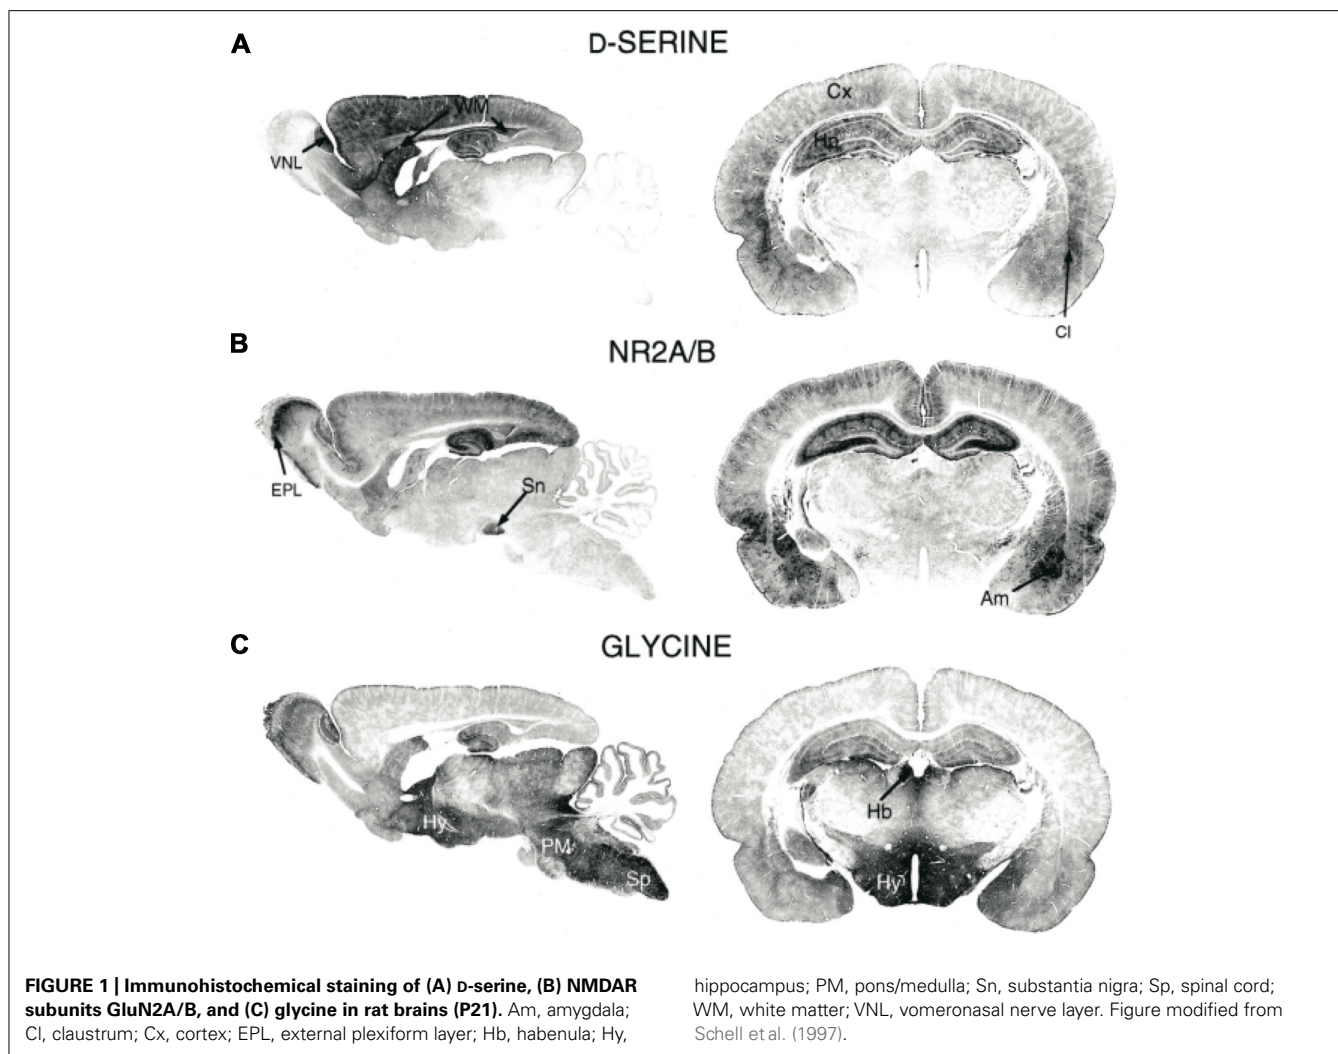 A
D-SERINE
WM
VNL
Cx
Hp
Cl
B
NR2A/B
EPL
Sn
Am
C
GLYCINE
Hy
PM
Sp
Hb
Hy
FIGURE 1 | Immunohistochemical staining of (A) D-serine, (B) NMDAR
subunits GluN2A/B, and (C) glycine in rat brains (P21). Am, amygdala;
Cl, claustrum; Cx, cortex; EPL, external plexiform layer; Hb, habenula; Hy,
hippocampus; PM, pons/medulla; Sn, substantia nigra; Sp, spinal cord;
WM, white matter; VNL, vomeronasal nerve layer. Figure modified from
Schell et al. (1997).